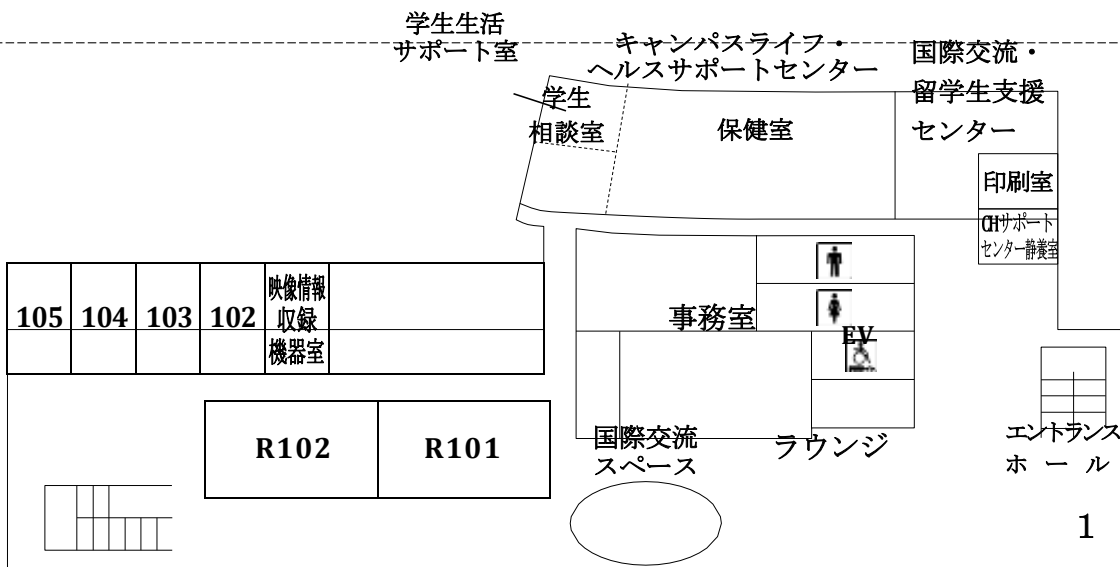 学生生活
サポート室
キャンパスライフ・
ヘルスサポートセンター
国際交流・
留学生支援
センター
学生
相談室
保健室
印刷室
CHサポート
センター静養室
105
104
103
102
映像情報
収録
機器室
事務室
EV
R102
R101
国際交流
スペース
ラウンジ
エントランス
ホール
1